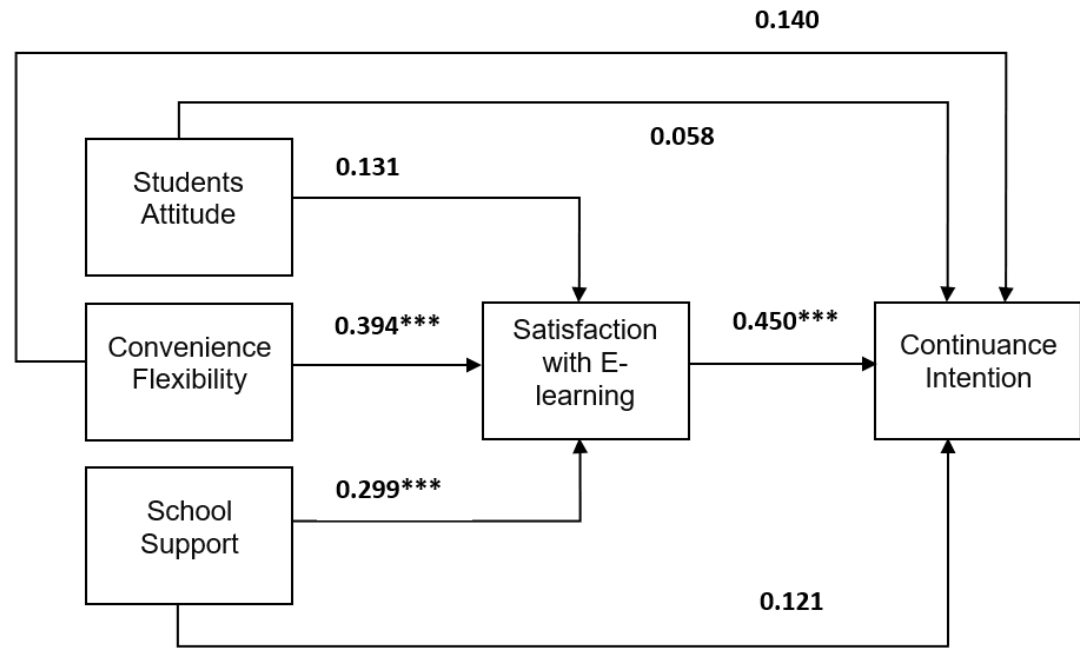 0.140
0.058
Students
Attitude
0.131
Convenience
Flexibility
0.394***
Satisfaction
with E-
learning
0.450***
Continuance
Intention
School
Support
0.299***
0.121